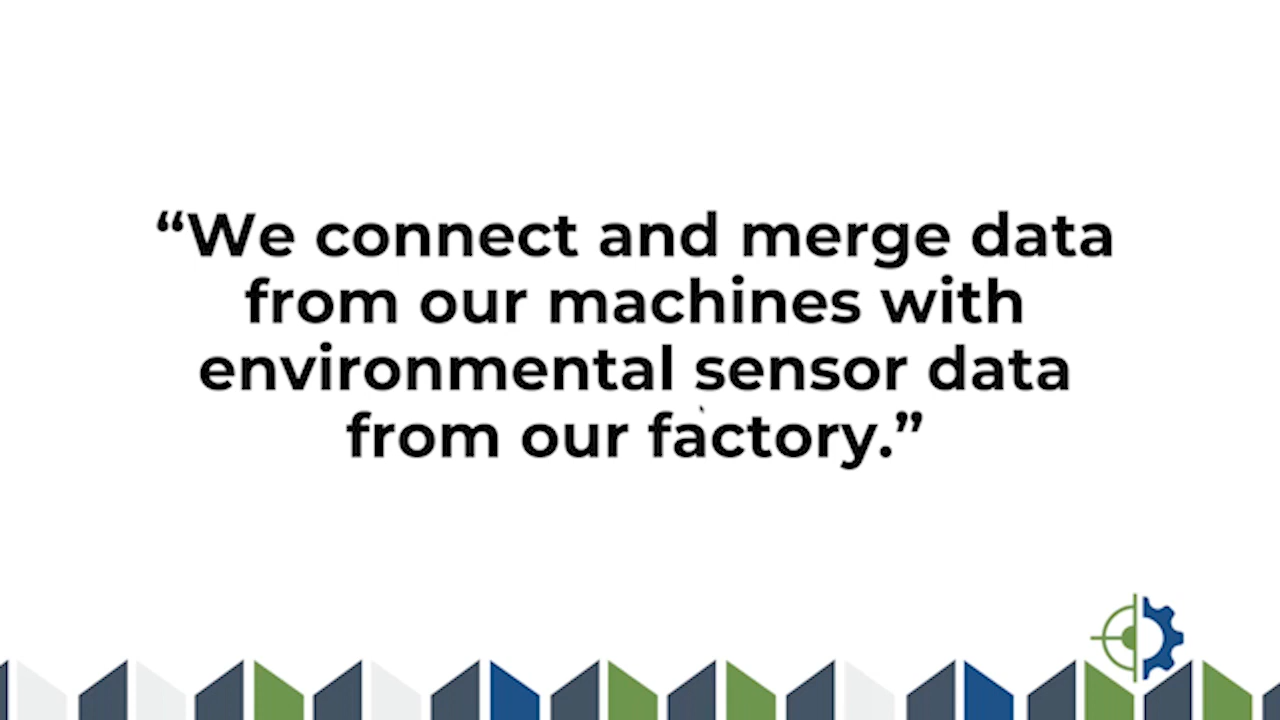 “We connect and merge data
from our machines with
environmental sensor data
from our factory.”